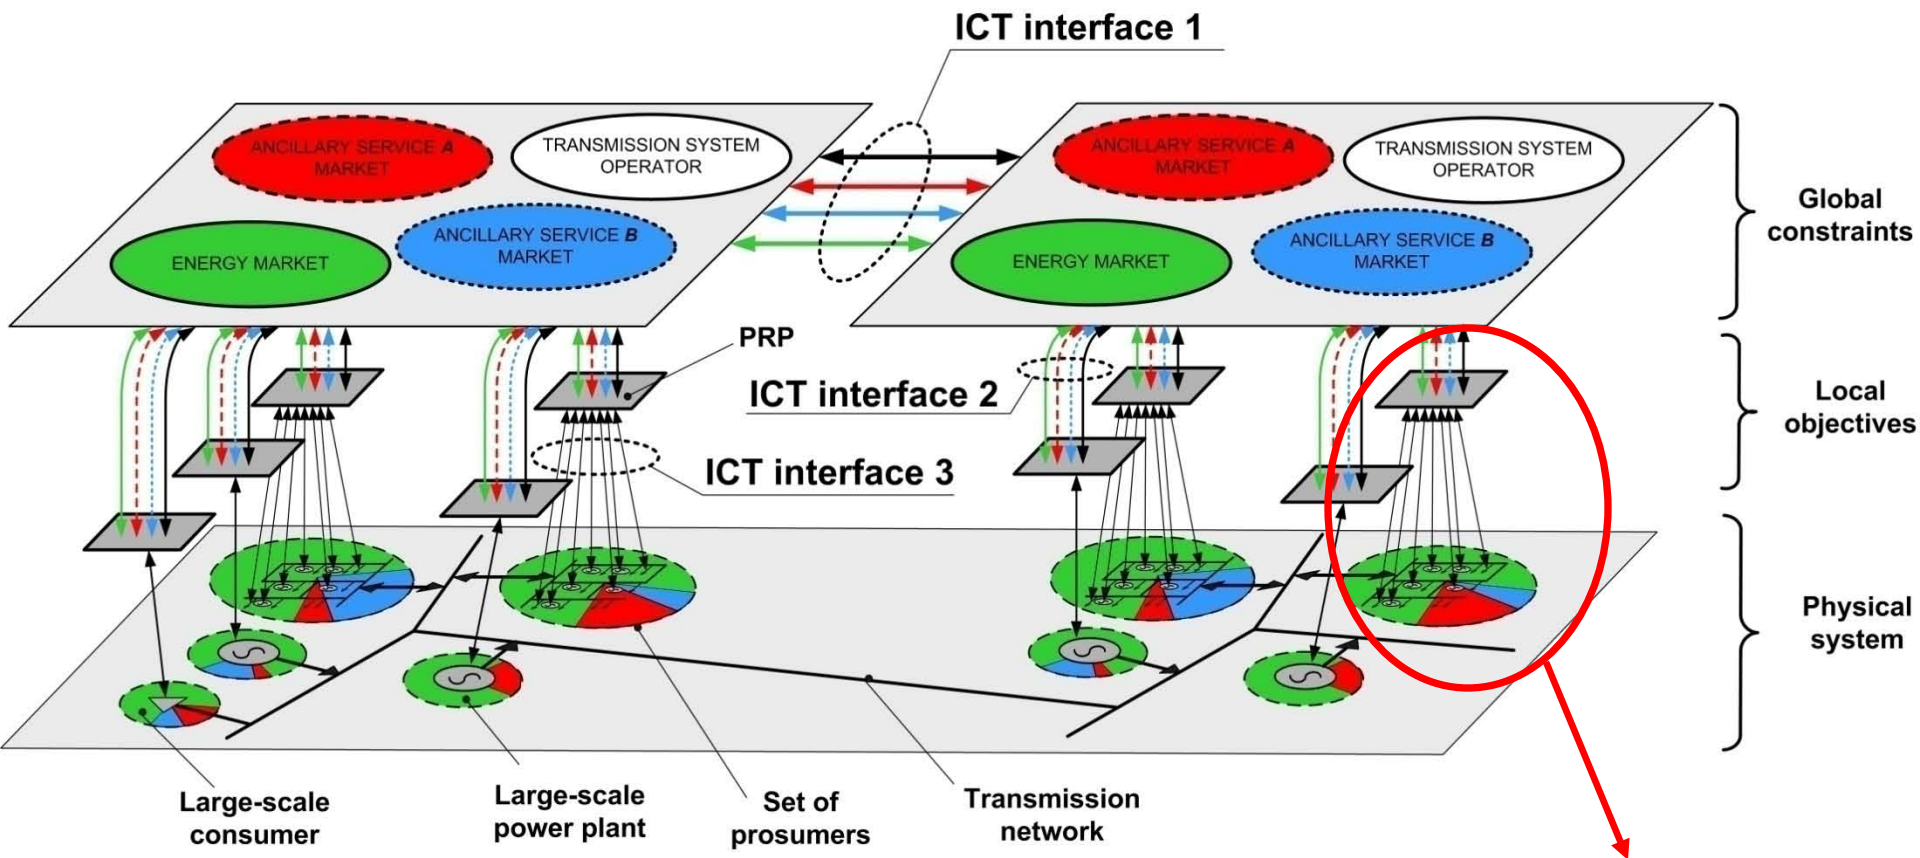 ICT interface 1
ANCILLARY SERVICE A
MARKET
TRANSMISSION SYSTEM
OPERATOR
ENERGY MARKET
ANCILLARY SERVICE B
MARKET
ANCILLARY SERVICE A
MARKET
TRANSMISSION SYSTEM
OPERATOR
ENERGY MARKET
ANCILLARY SERVICE B
MARKET
Global
constraints
PRP
ICT interface 2
ICT interface 3
Local
objectives
Physical
system
Large-scale
consumer
Large-scale
power plant
Set of
prosumers
Transmission
network